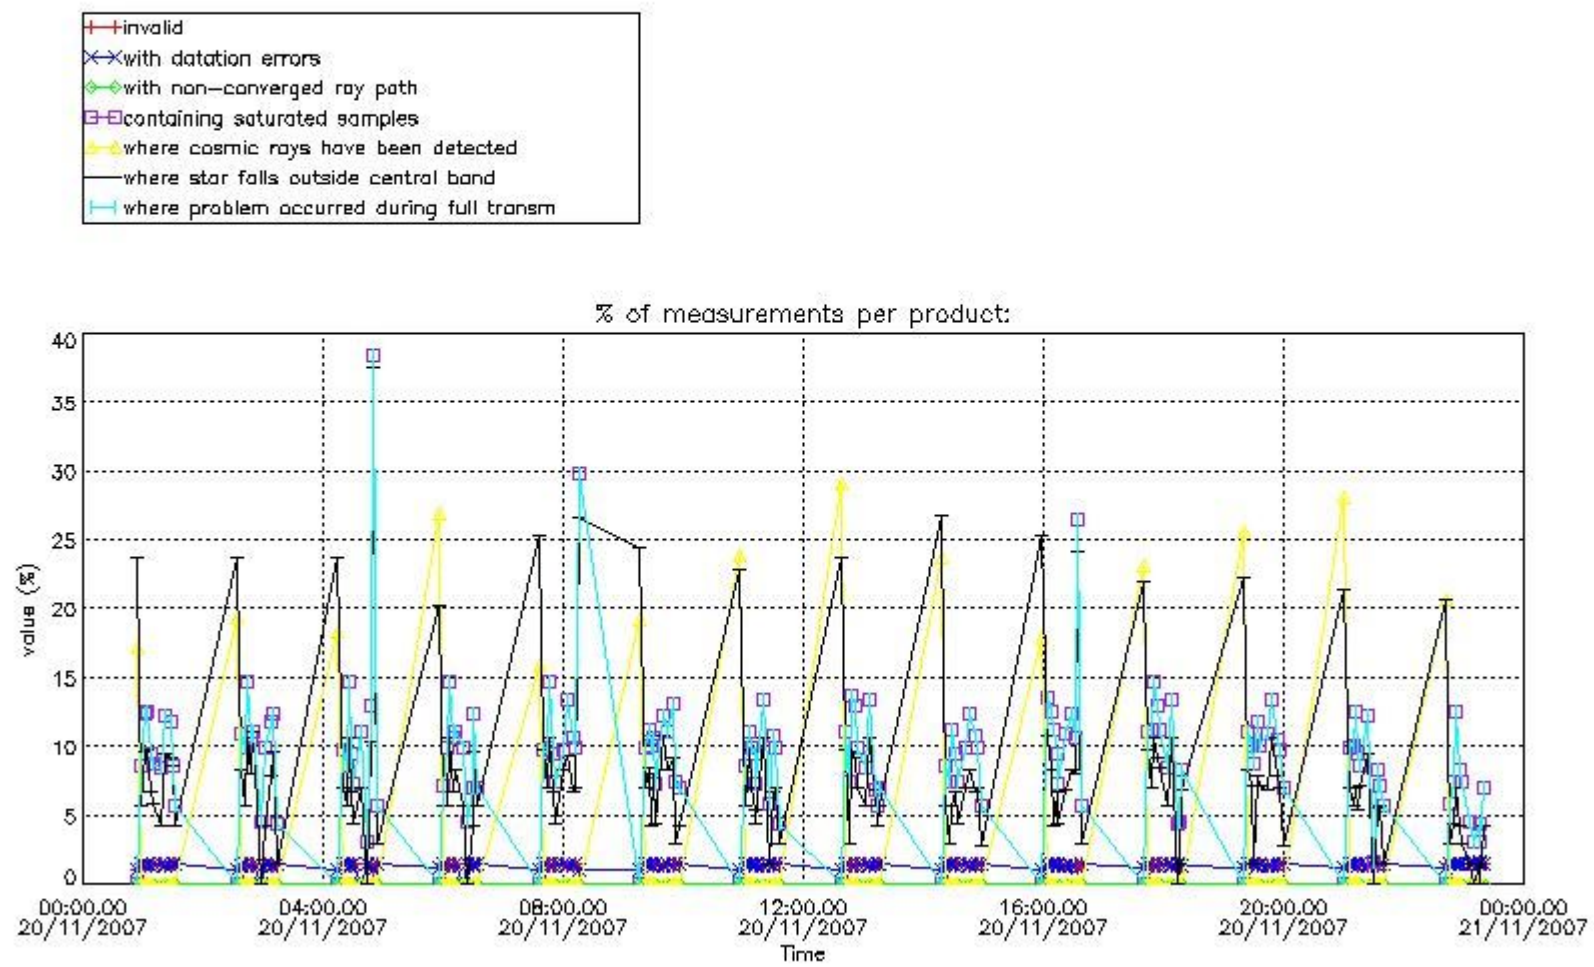 invalid
with datation errors
with non-converged ray path
containing saturated samples
where cosmic rays have been detected
where star falls outside central band
where problem occurred during full transm
% of measurements per product:
40
35
30
25
20
15
10
5
0
value (%)
00:00:00 04:00:00 08:00:00 12:00:00 16:00:00 20:00:00 00:00:00
20/11/2007 20/11/2007 20/11/2007 20/11/2007 20/11/2007 20/11/2007 21/11/2007
Time